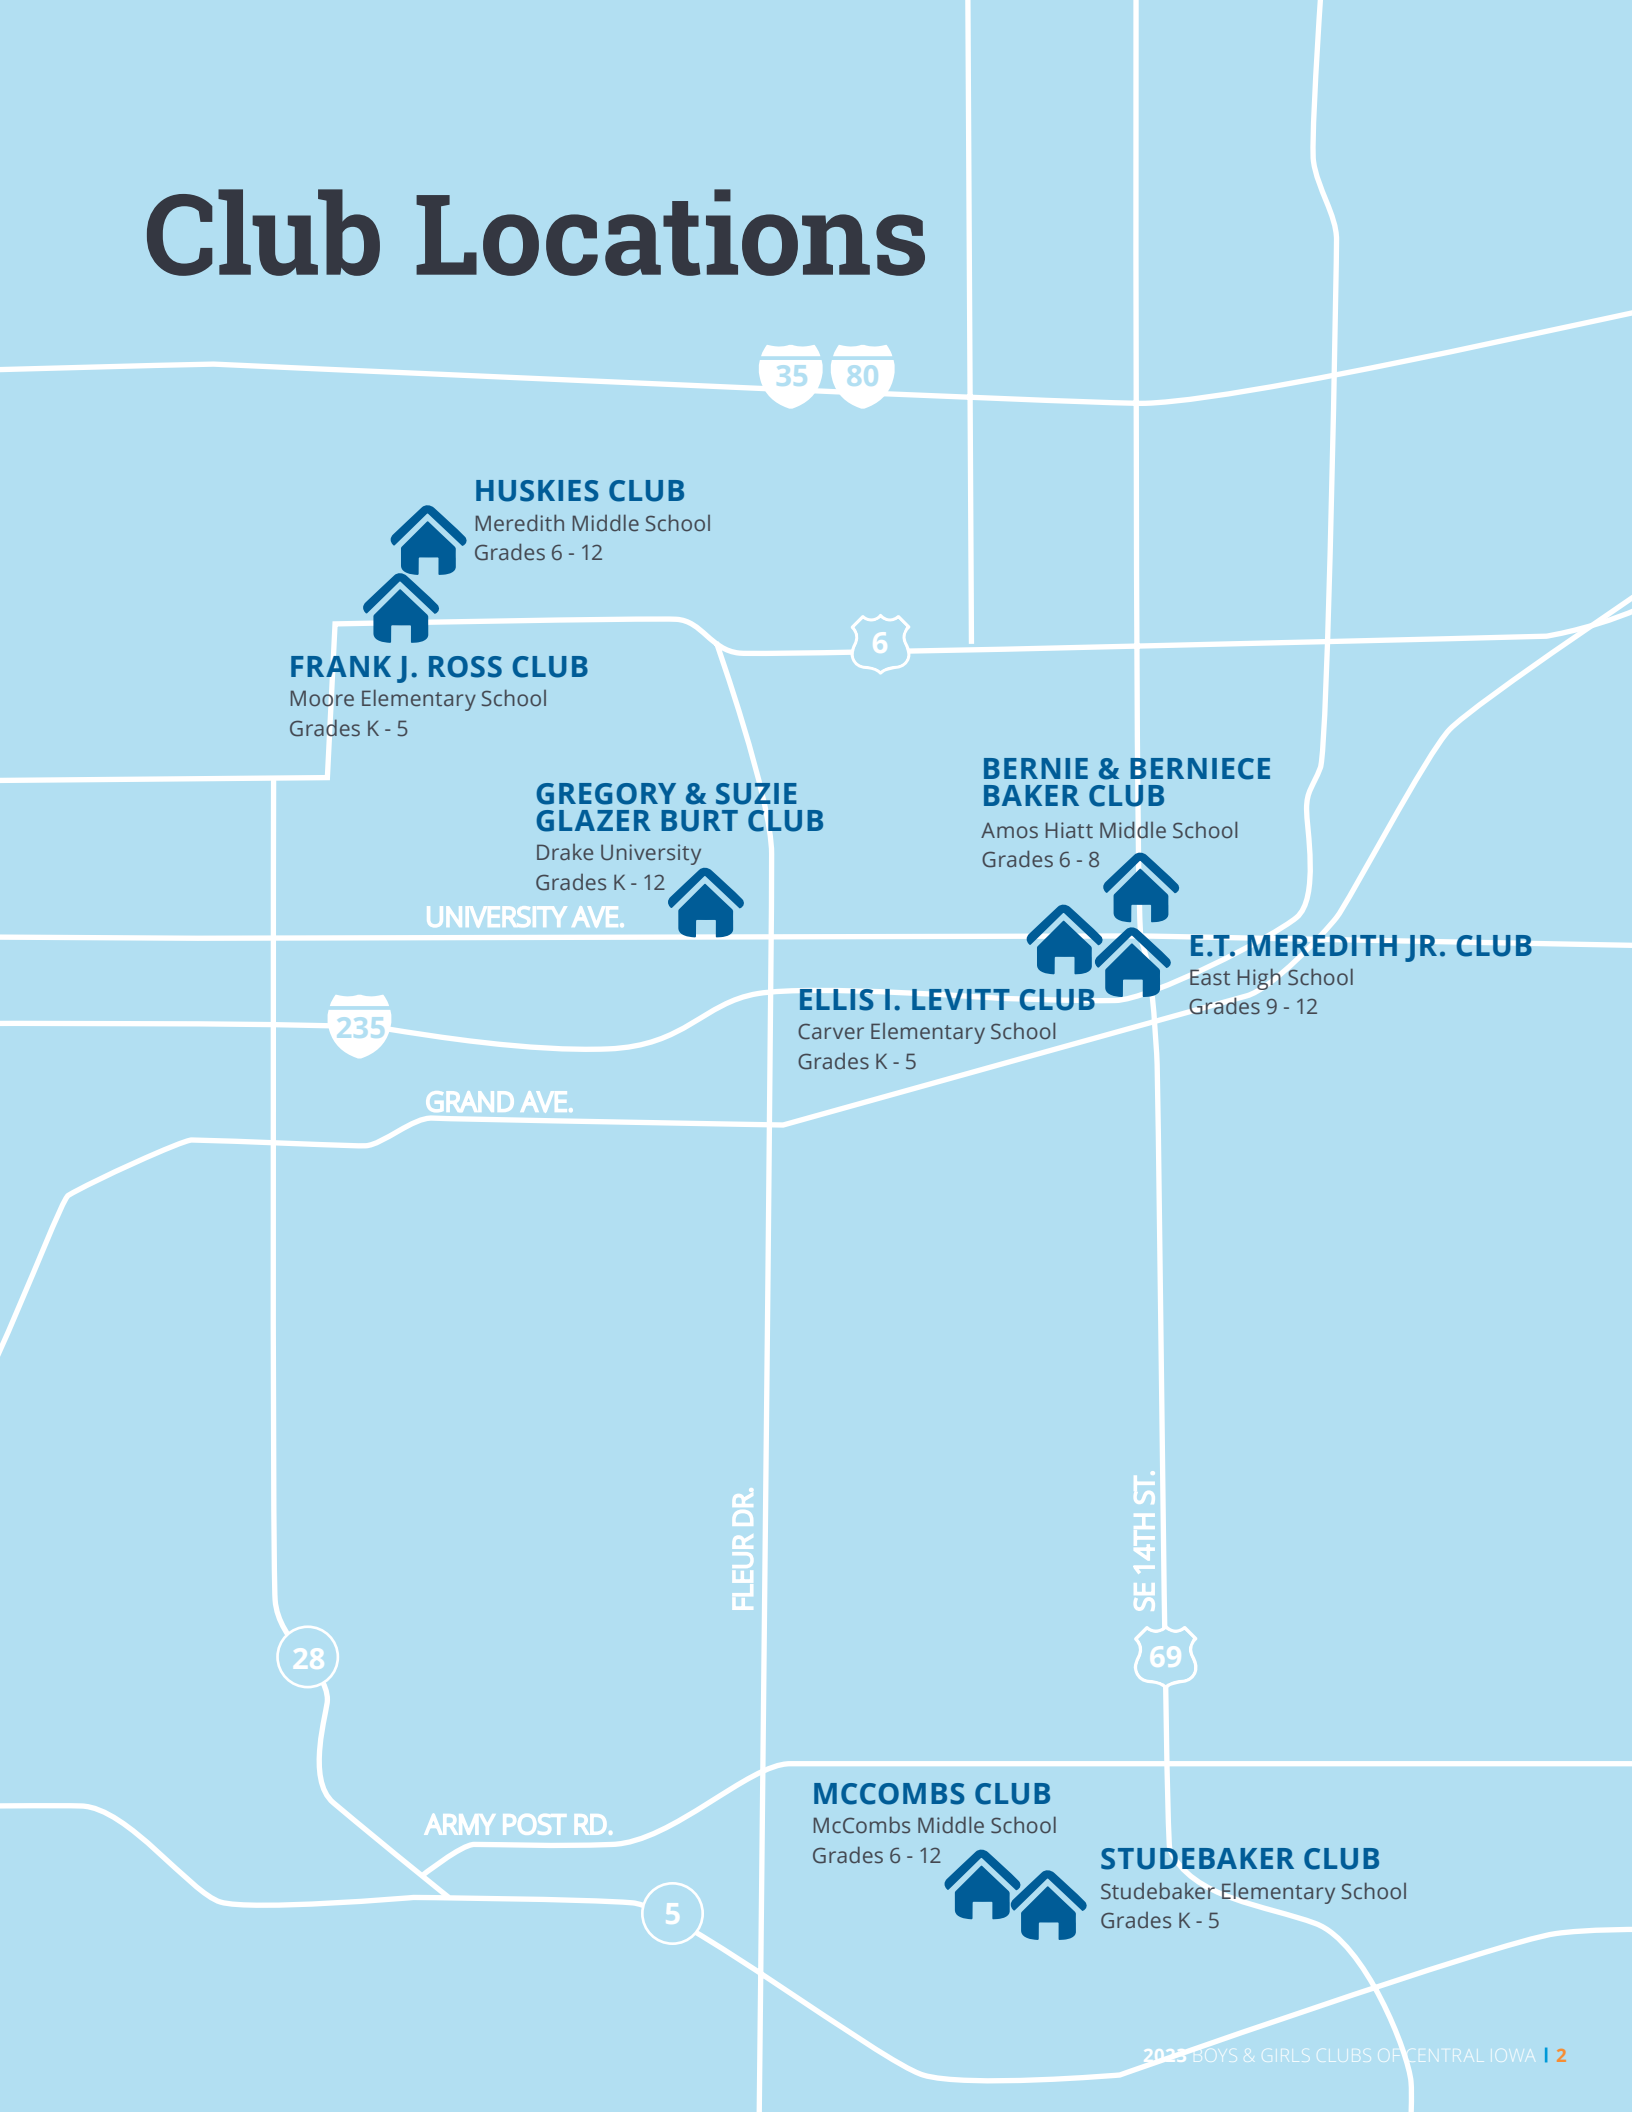 Club Locations
35 80
HUSKIES CLUB
Meredith Middle School
Grades 6 - 12
FRANK J. ROSS CLUB
Moore Elementary School
Grades K - 5
6
GREGORY & SUZIE
GLAZER BURT CLUB
Drake University
Grades K - 12
BERNIE & BERNIECE
BAKER CLUB
Amos Hiatt Middle School
Grades 6 - 8
UNIVERSITY AVE.
E.T. MEREDITH JR. CLUB
East High School
Grades 9 - 12
ELLIS I. LEVITT CLUB
Carver Elementary School
Grades K - 5
235
GRAND AVE.
FLEUR DR.
SE 14TH ST.
28
69
MCCOMBS CLUB
McCombs Middle School
Grades 6 - 12
ARMY POST RD.
STUDEBAKER CLUB
Studebaker Elementary School
Grades K - 5
5
2023 BOYS & GIRLS CLUBS OF CENTRAL IOWA | 2